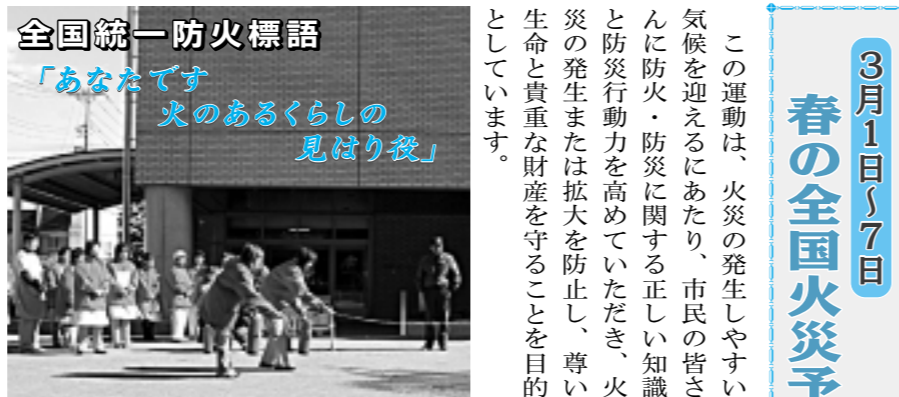 3月1日~7日
春の全国火災予
この運動は、火災の発生しやすい
気候を迎えるにあたり、市民の皆さ
んに防火・防災に関する正しい知識
と防災行動力を高めていただき、火
災の発生または拡大を防止し、尊い
生命と貴重な財産を守ることを目的
としています。
全国統一防火標語
「あなたです
火のあるくらしの
見はり役」